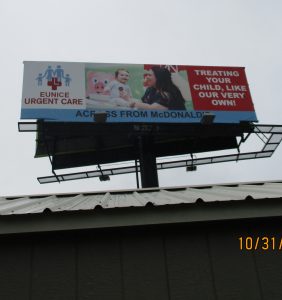 EUNICE
URGENT CARE
TREATING
YOUR
CHILD, LIKE
OUR VERY
OWN!
ACROSS FROM McDONALD'S
10/31/